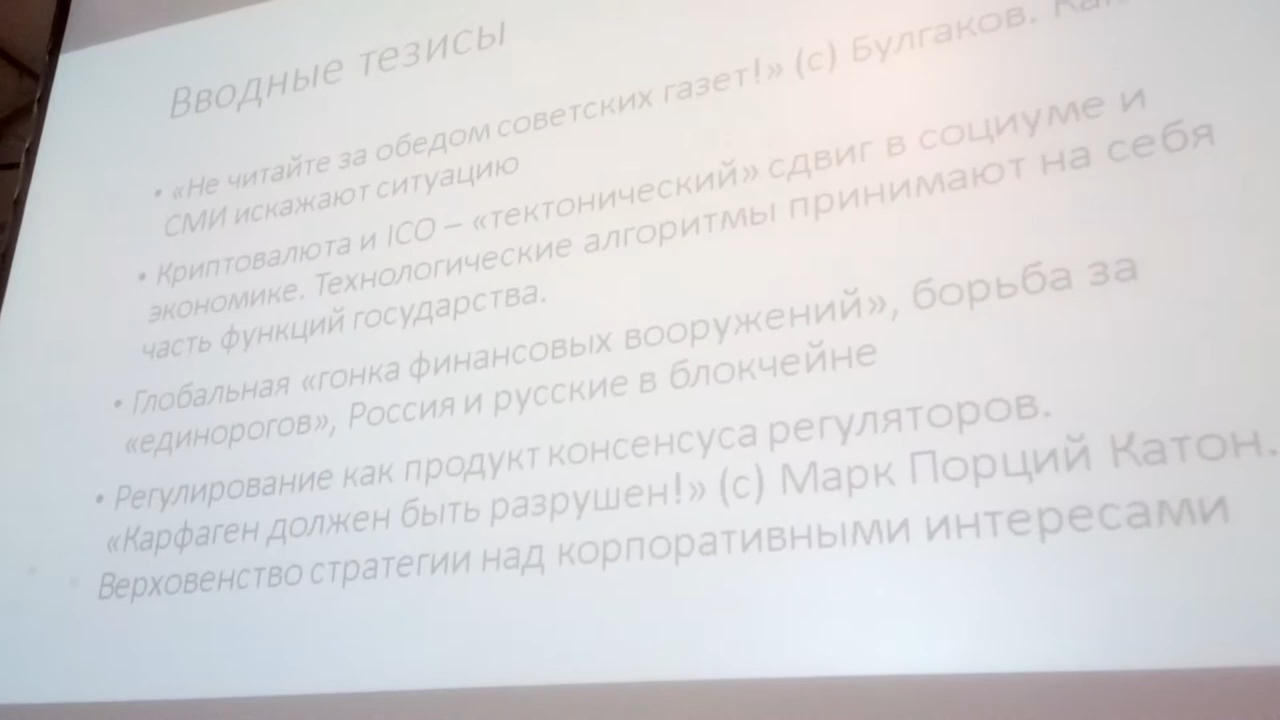 Вводные тезисы
• «Не читайте за обедом советских газет!» (с) Булгаков.
СМИ искажают ситуацию
• Криптовалюта и ICO – «тектонический» сдвиг в социуме и
экономике. Технологические алгоритмы принимают на себя
часть функций государства.
• Глобальная «гонка финансовых вооружений», борьба за
«единорогов», Россия и русские в блокчейне
• Регулирование как продукт консенсуса регуляторов.
«Карфаген должен быть разрушен!» (с) Марк Порций Катон.
Верховенство стратегии над корпоративными интересами